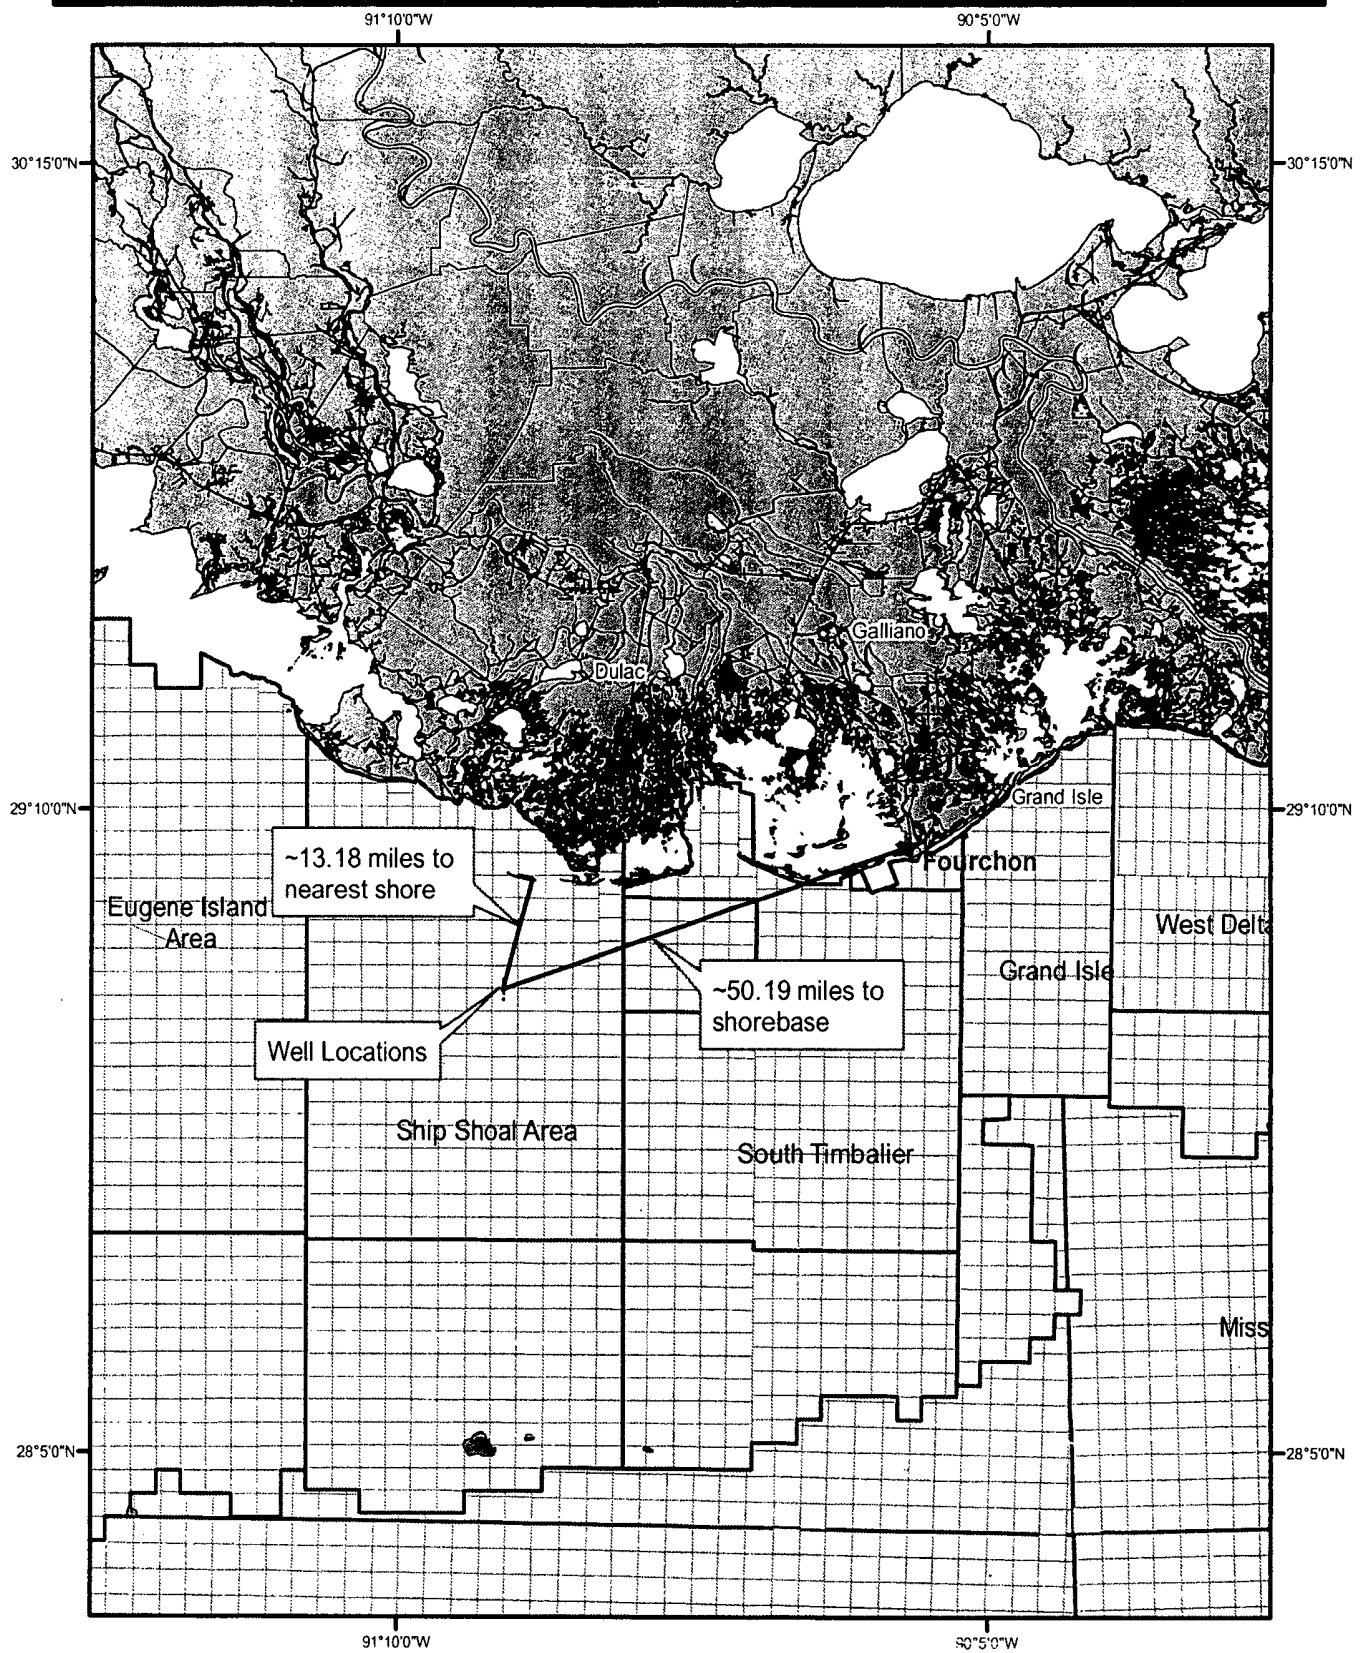 91°10'0"W
90°5'0"W
30°15'0"N
30°15'0"N
Galliano
Dulac
29°10'0"N
29°10'0"N
Grand Isle
~13.18 miles to
nearest shore
Fourchon
Eugene Island
Area
West Delta
Grand Isle
~50.19 miles to
shorebase
Well Locations
Ship Shoal Area
South Timbalier
Miss
28°5'0"N
28°5'0"N
91°10'0"W
90°5'0"W